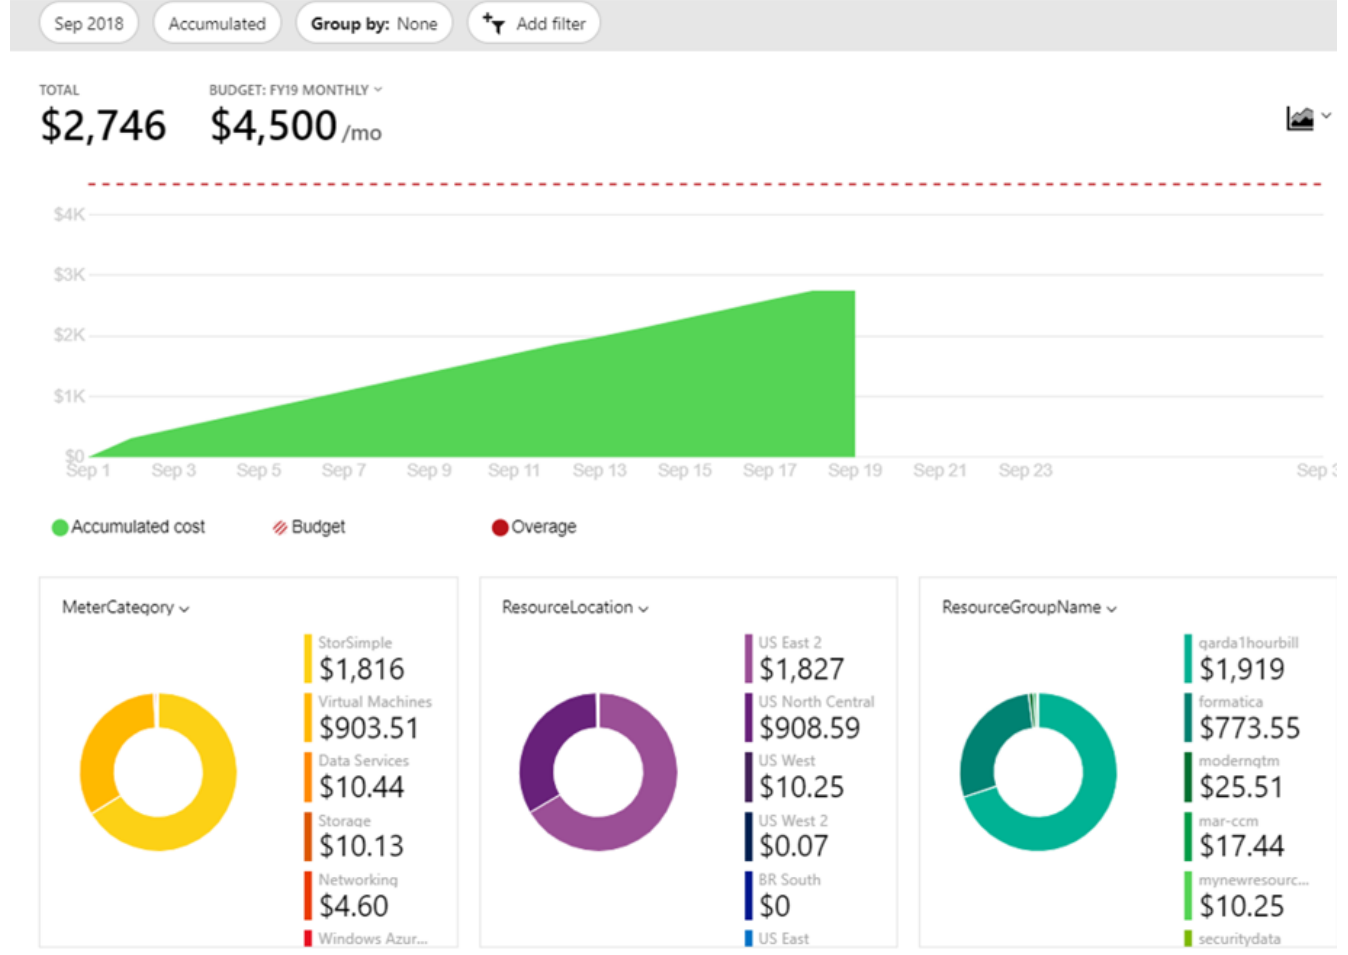 Sep 2018 Accumulated Group by: None Add filter
TOTAL BUDGET: FY19 MONTHLY
$2,746 $4,500 /mo
$4K
$3K
$2K
$1K
$0
Sep 1 Sep 3 Sep 5 Sep 7 Sep 9 Sep 11 Sep 13 Sep 15 Sep 17 Sep 19 Sep 21 Sep 23 Sep
Accumulated cost Budget Overage
MeterCategory
StorSimple
$1,816
Virtual Machines
$903.51
Data Services
$10.44
Storage
$10.13
Networking
$4.60
Windows Azur...
ResourceLocation
US East 2
$1,827
US North Central
$908.59
US West
$10.25
US West 2
$0.07
BR South
$0
US East
ResourceGroupName
qarda1hourbill
$1,919
formatica
$773.55
modernqtm
$25.51
mar-ccm
$17.44
mynewresourc...
$10.25
securitydata